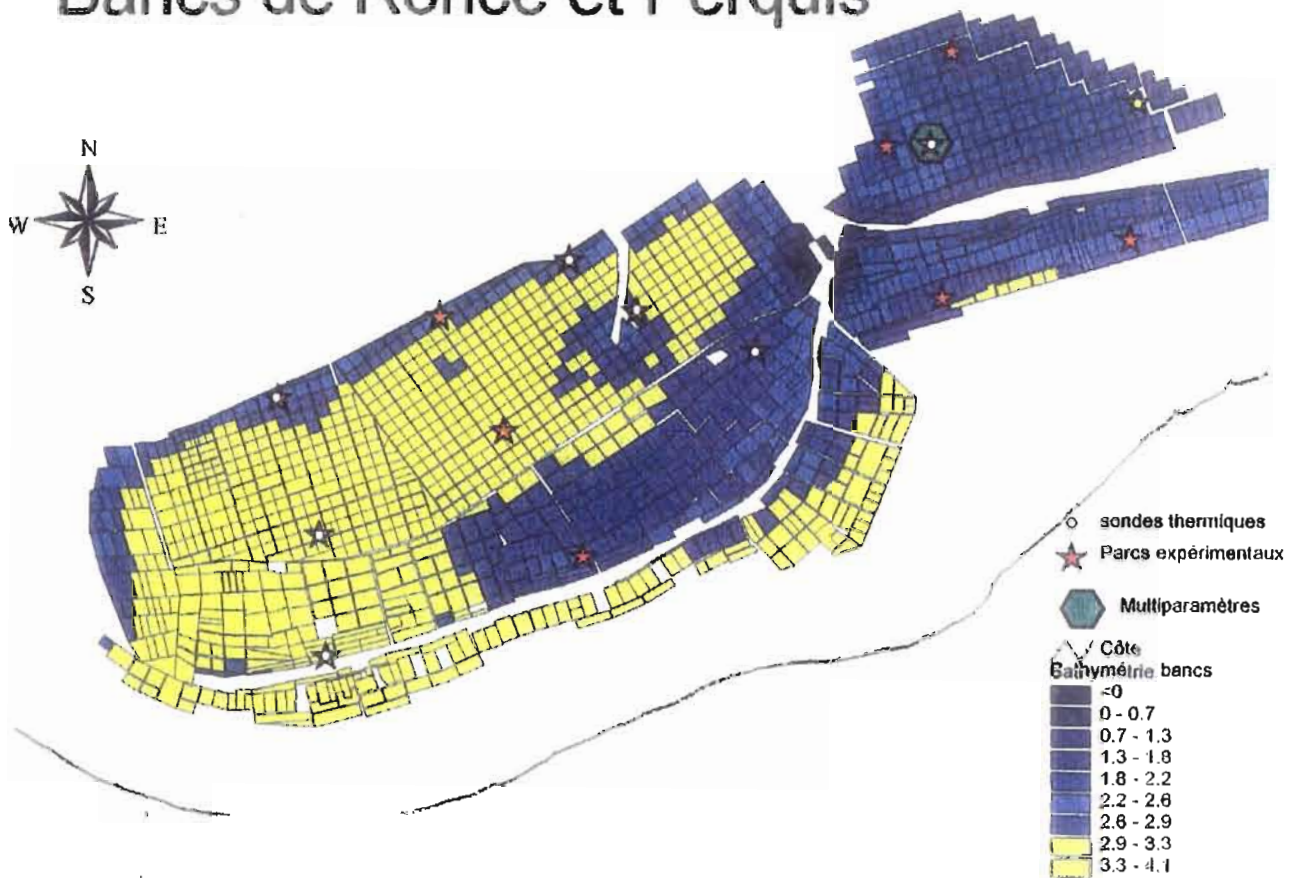 Bancs de Ronce et Perquis
N
W
E
S
sondes thermiques
Parcs expérimentaux
Multiparamètres
Côte
Bathymétrie bancs
<0
0 - 0.7
0.7 - 1.3
1.3 - 1.8
1.8 - 2.2
2.2 - 2.6
2.6 - 2.9
2.9 - 3.3
3.3 - 4.1